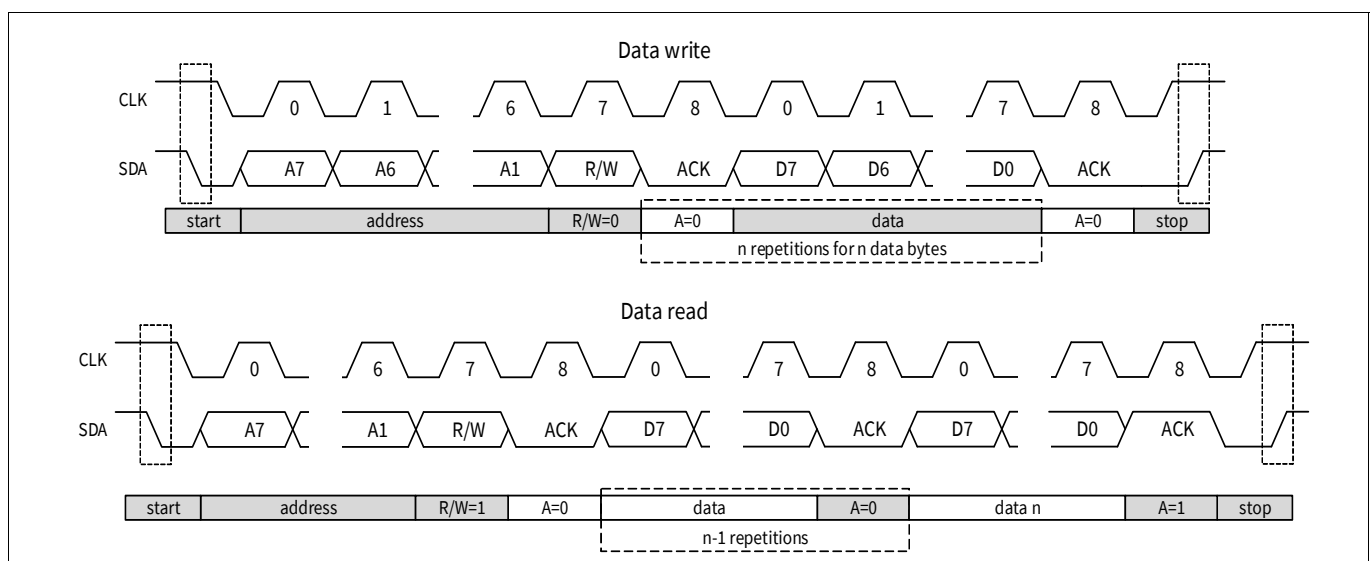 Data write
CLK 0 1 6 7 8 0 1 7 8
SDA A7 A6 A1 R/W ACK D7 D6 D0 ACK
start address R/W=0 A=0 data A=0 stop
n repetitions for n data bytes
Data read
CLK 0 6 7 8 0 7 8 0 7 8
SDA A7 A1 R/W ACK D7 D0 ACK D7 D0 ACK
start address R/W=1 A=0 data A=0 data n A=1 stop
n-1 repetitions